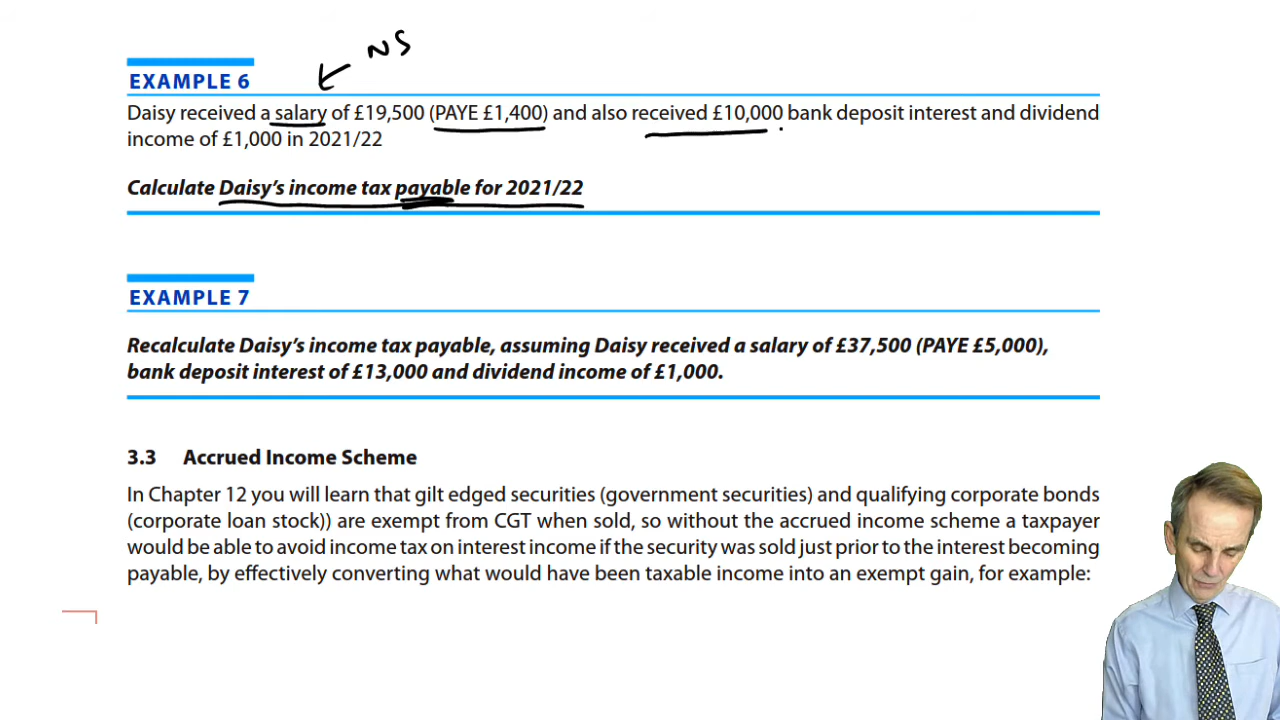 NS
EXAMPLE 6
Daisy received a salary of £19,500 (PAYE £1,400) and also received £10,000 bank deposit interest and dividend
income of £1,000 in 2021/22
Calculate Daisy's income tax payable for 2021/22
EXAMPLE 7
Recalculate Daisy's income tax payable, assuming Daisy received a salary of £37,500 (PAYE £5,000),
bank deposit interest of £13,000 and dividend income of £1,000.
3.3 Accrued Income Scheme
In Chapter 12 you will learn that gilt edged securities (government securities) and qualifying corporate bonds
(corporate loan stock)) are exempt from CGT when sold, so without the accrued income scheme a taxpayer
would be able to avoid income tax on interest income if the security was sold just prior to the interest becoming
payable, by effectively converting what would have been taxable income into an exempt gain, for example: